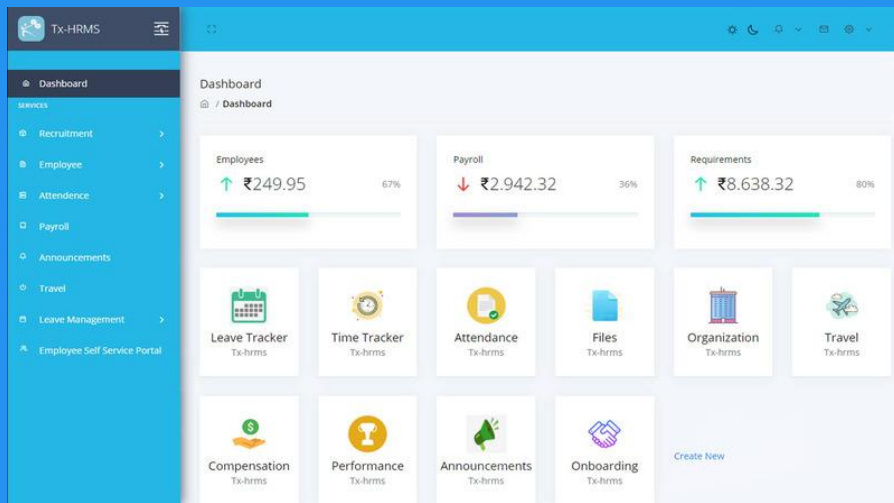 Tx-HRMS
Dashboard
SERVICES
Recruitment
Employee
Attendence
Payroll
Announcements
Travel
Leave Management
Employee Self Service Portal
Dashboard
/ Dashboard
Employees
₹249.95
67%
Payroll
₹2.942.32
36%
Requirements
₹8.638.32
80%
Leave Tracker
Tx-hrms
Time Tracker
Tx-hrms
Attendance
Tx-hrms
Files
Tx-hrms
Organization
Tx-hrms
Travel
Tx-hrms
Compensation
Tx-hrms
Performance
Tx-hrms
Announcements
Tx-hrms
Onboarding
Tx-hrms
Create New